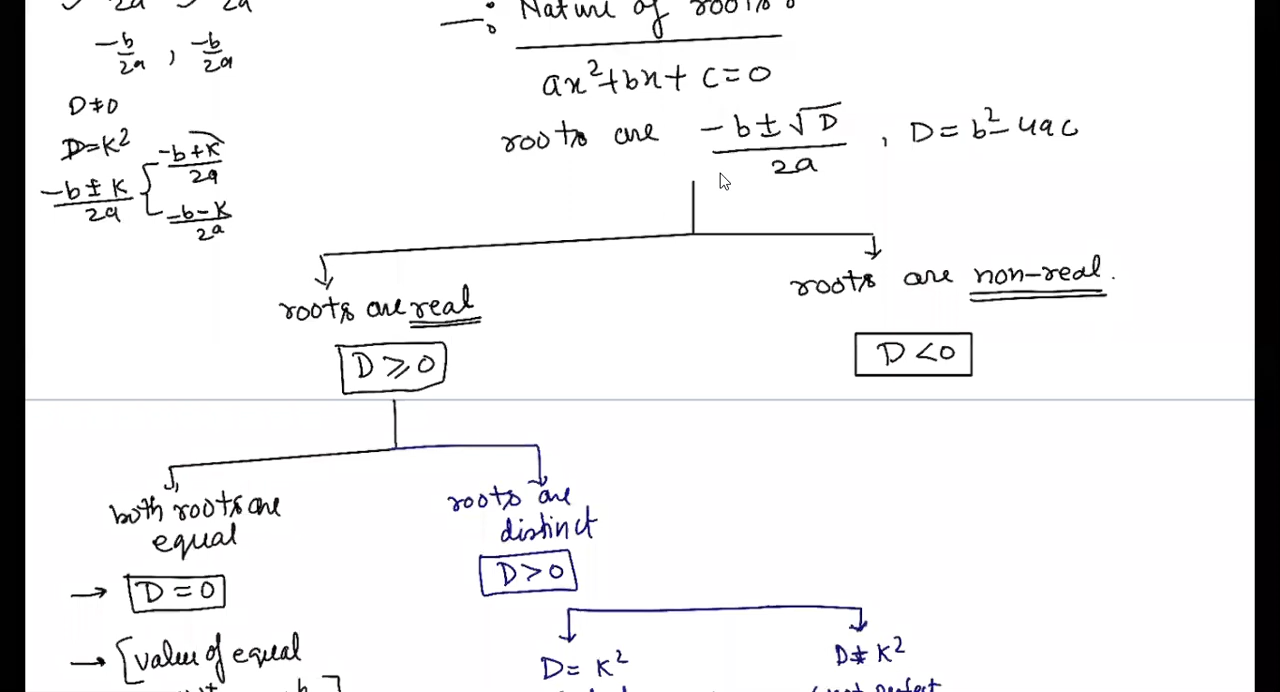 —: Nature of roots :
-b/2a , -b/2a
ax²+bx+c=0
D≠0
roots are (-b±√D)/2a , D=b²-4ac
D=K²
(-b±K)/2a { (-b+K)/2a
(-b-K)/2a
roots are real
roots are non-real.
D⩾0
D<0
both roots are
equal
roots are
distinct
→ D=0
D>0
→ [value of equal
D=K²
D≠K²
(not perfect